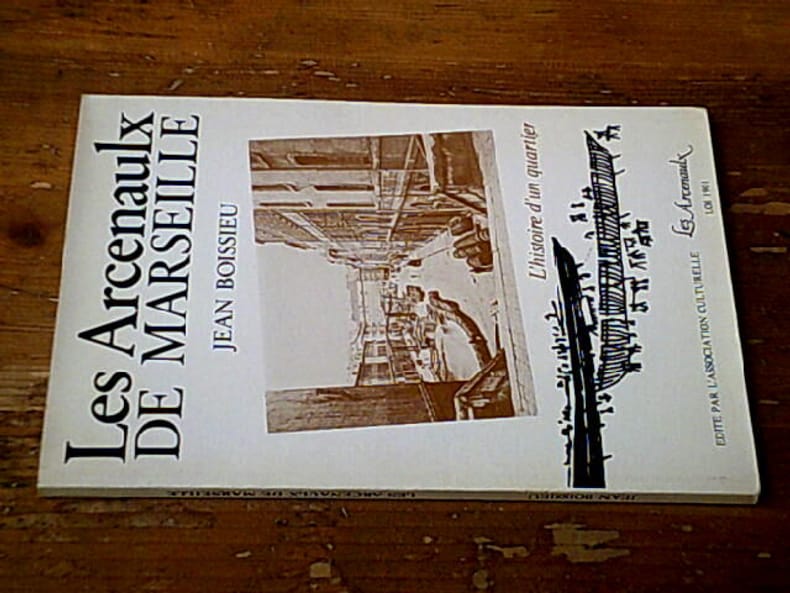 Les Arcenaulx
DE MARSEILLE
JEAN BOISSIEU
L'histoire d'un quartier
EDITE PAR L'ASSOCIATION CULTURELLE
Les Arcenaulx
LOI 1901
JEAN BOISSIEU
LES ARCENAULX DE MARSEILLE